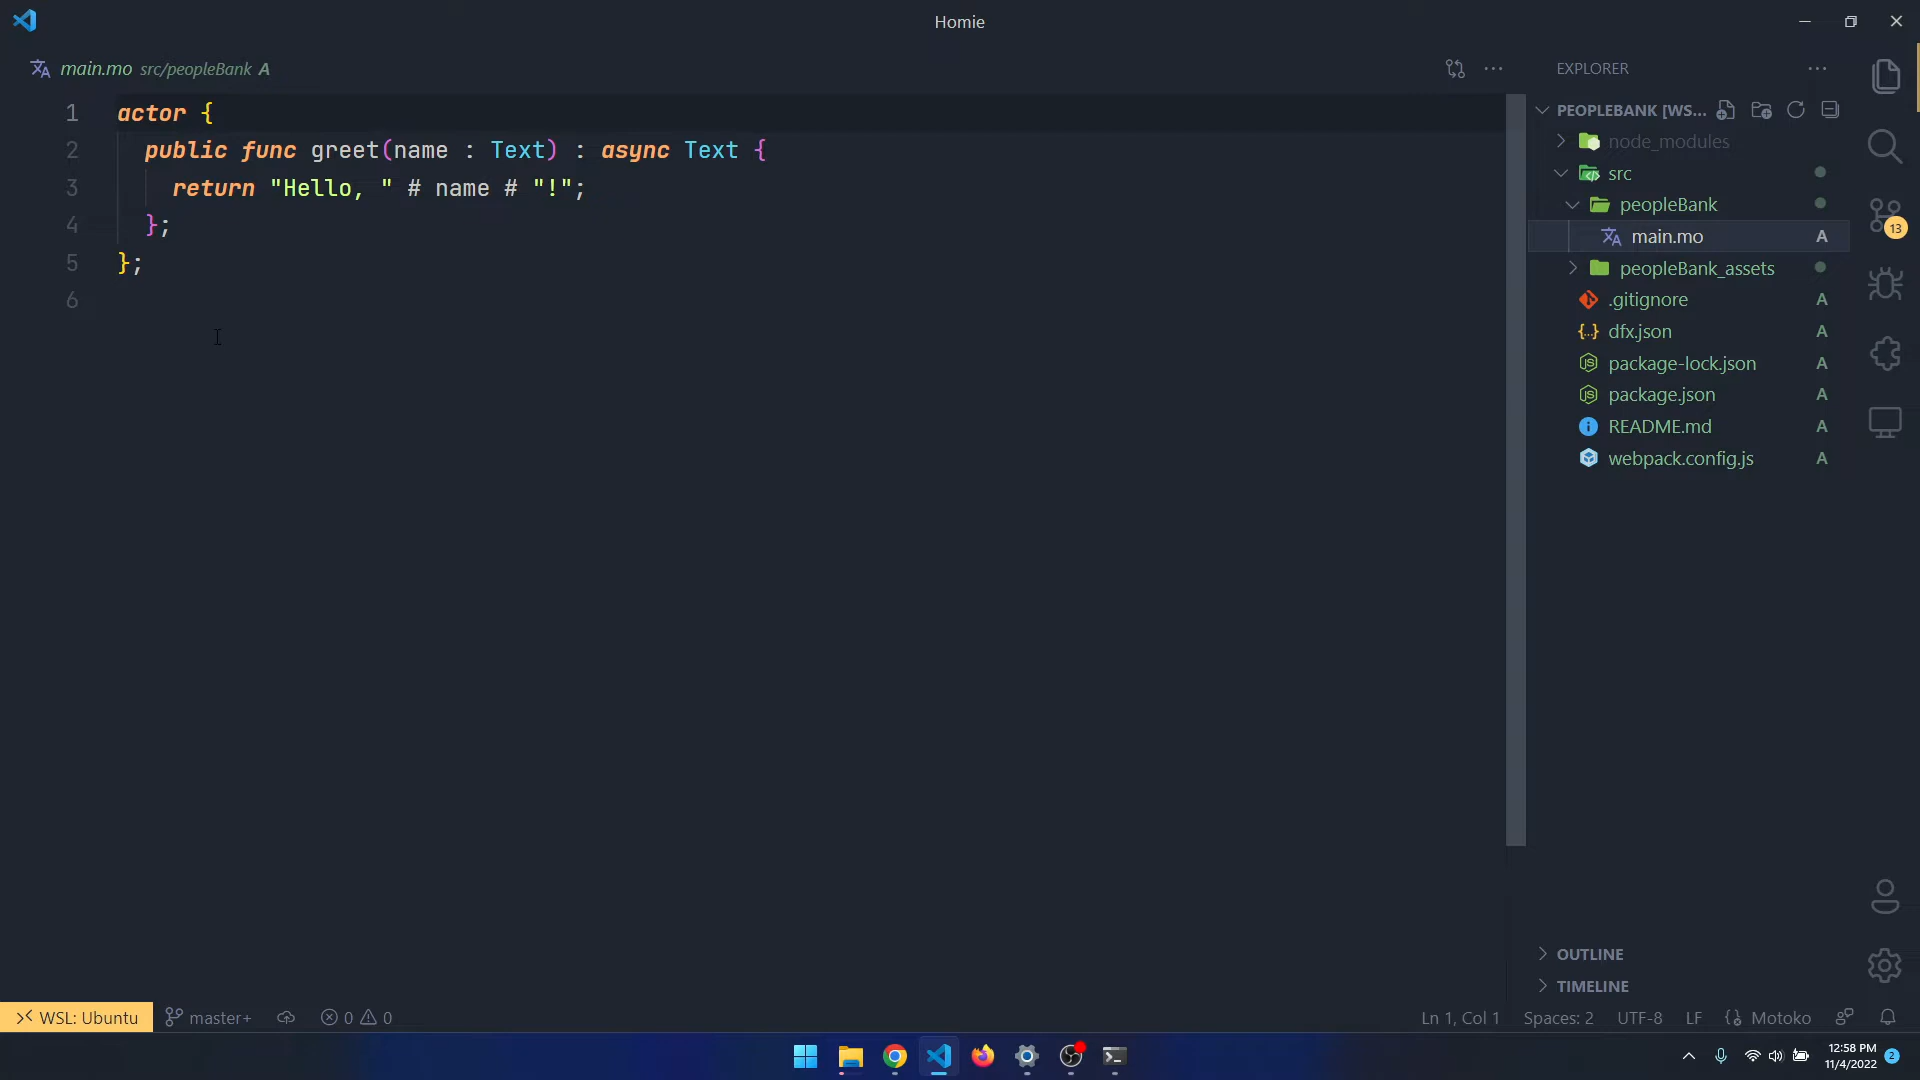 Homie
main.mo src/peopleBank A
1 actor {
2 public func greet(name : Text) : async Text {
3 return "Hello, " # name # "!";
4 };
5 };
6
EXPLORER
PEOPLEBANK [WS...
node_modules
src
peopleBank
main.mo A
peopleBank_assets
.gitignore A
dfx.json A
package-lock.json A
package.json A
README.md A
webpack.config.js A
13
OUTLINE
TIMELINE
WSL: Ubuntu master+ 0 0 Ln 1, Col 1 Spaces: 2 UTF-8 LF Motoko
12:58 PM
11/4/2022 2